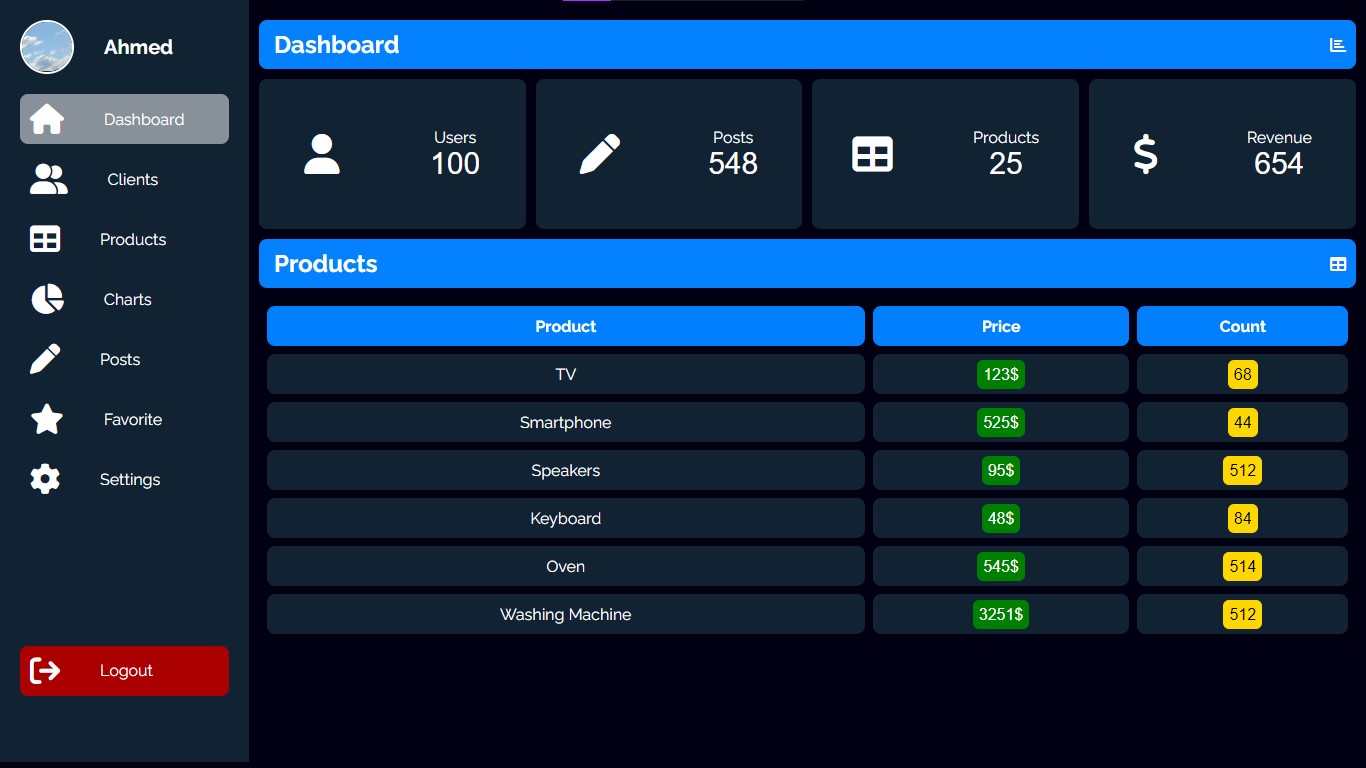 Ahmed
Dashboard
Clients
Products
Charts
Posts
Favorite
Settings
Logout
Dashboard
Users
100
Posts
548
Products
25
Revenue
654
Products
Product Price Count
TV 123$ 68
Smartphone 525$ 44
Speakers 95$ 512
Keyboard 48$ 84
Oven 545$ 514
Washing Machine 3251$ 512